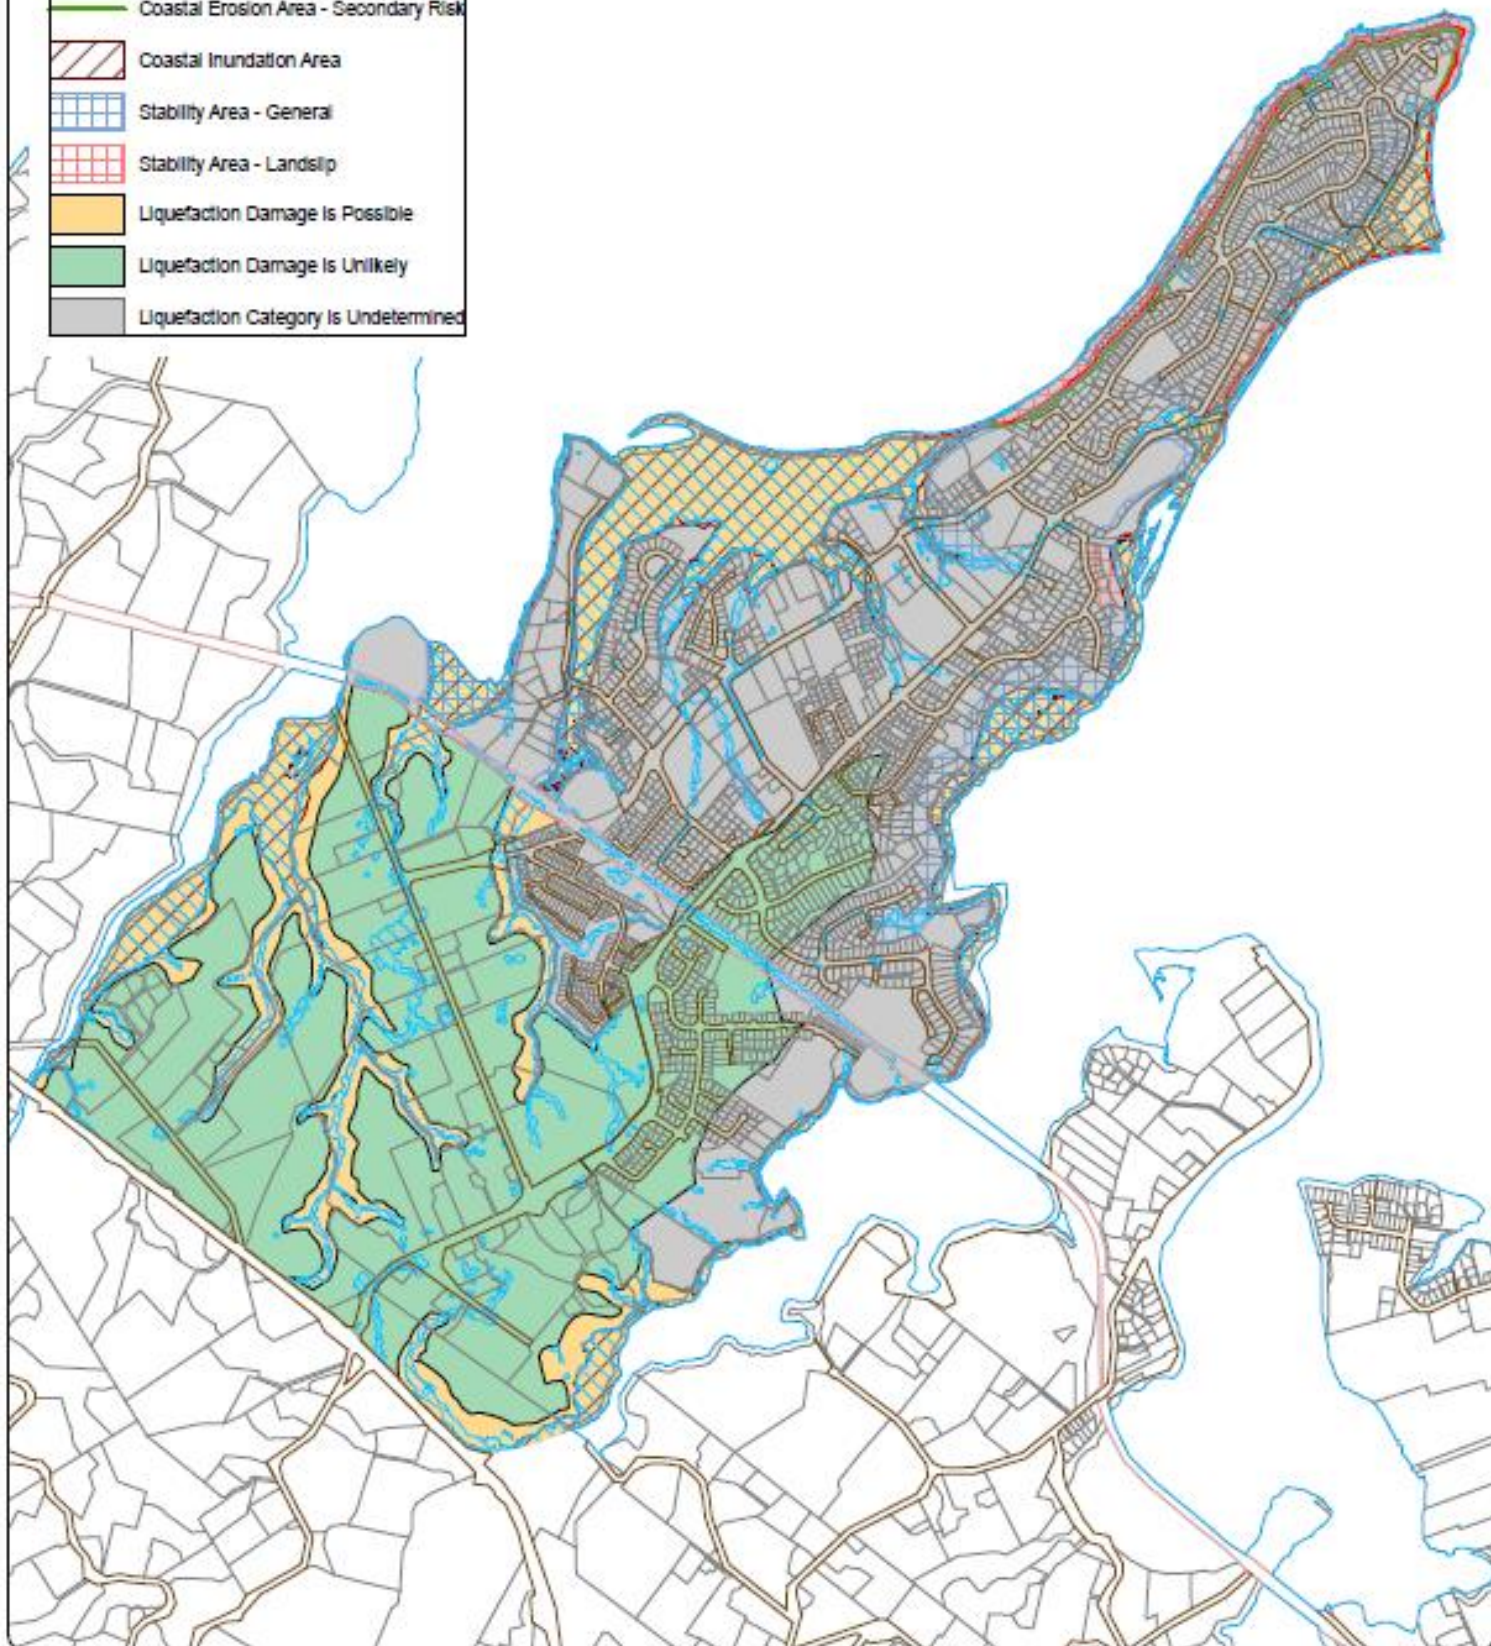 Coastal Erosion Area - Secondary Risk
Coastal Inundation Area
Stability Area - General
Stability Area - Landslip
Liquefaction Damage is Possible
Liquefaction Damage is Unlikely
Liquefaction Category is Undetermined